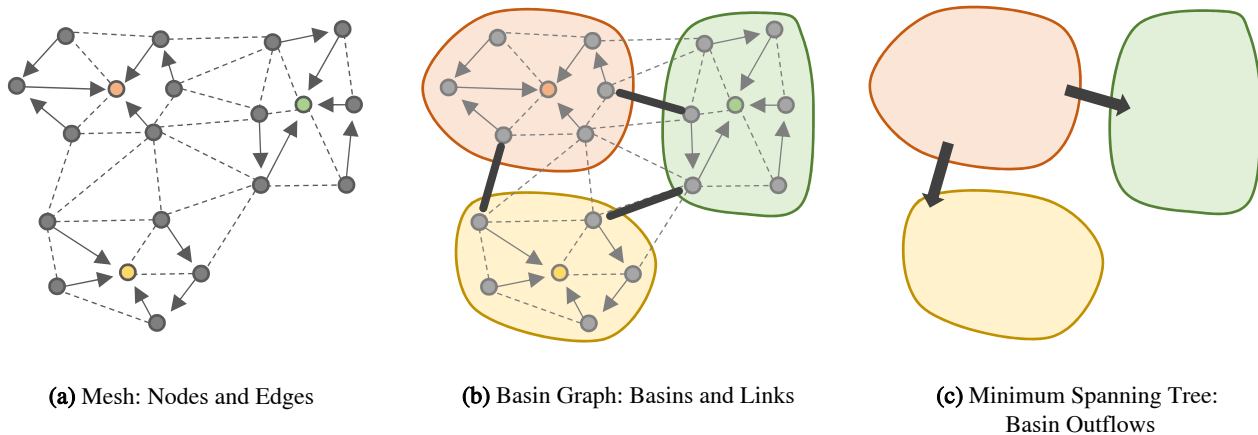 (a) Mesh: Nodes and Edges
(b) Basin Graph: Basins and Links
(c) Minimum Spanning Tree:
Basin Outflows